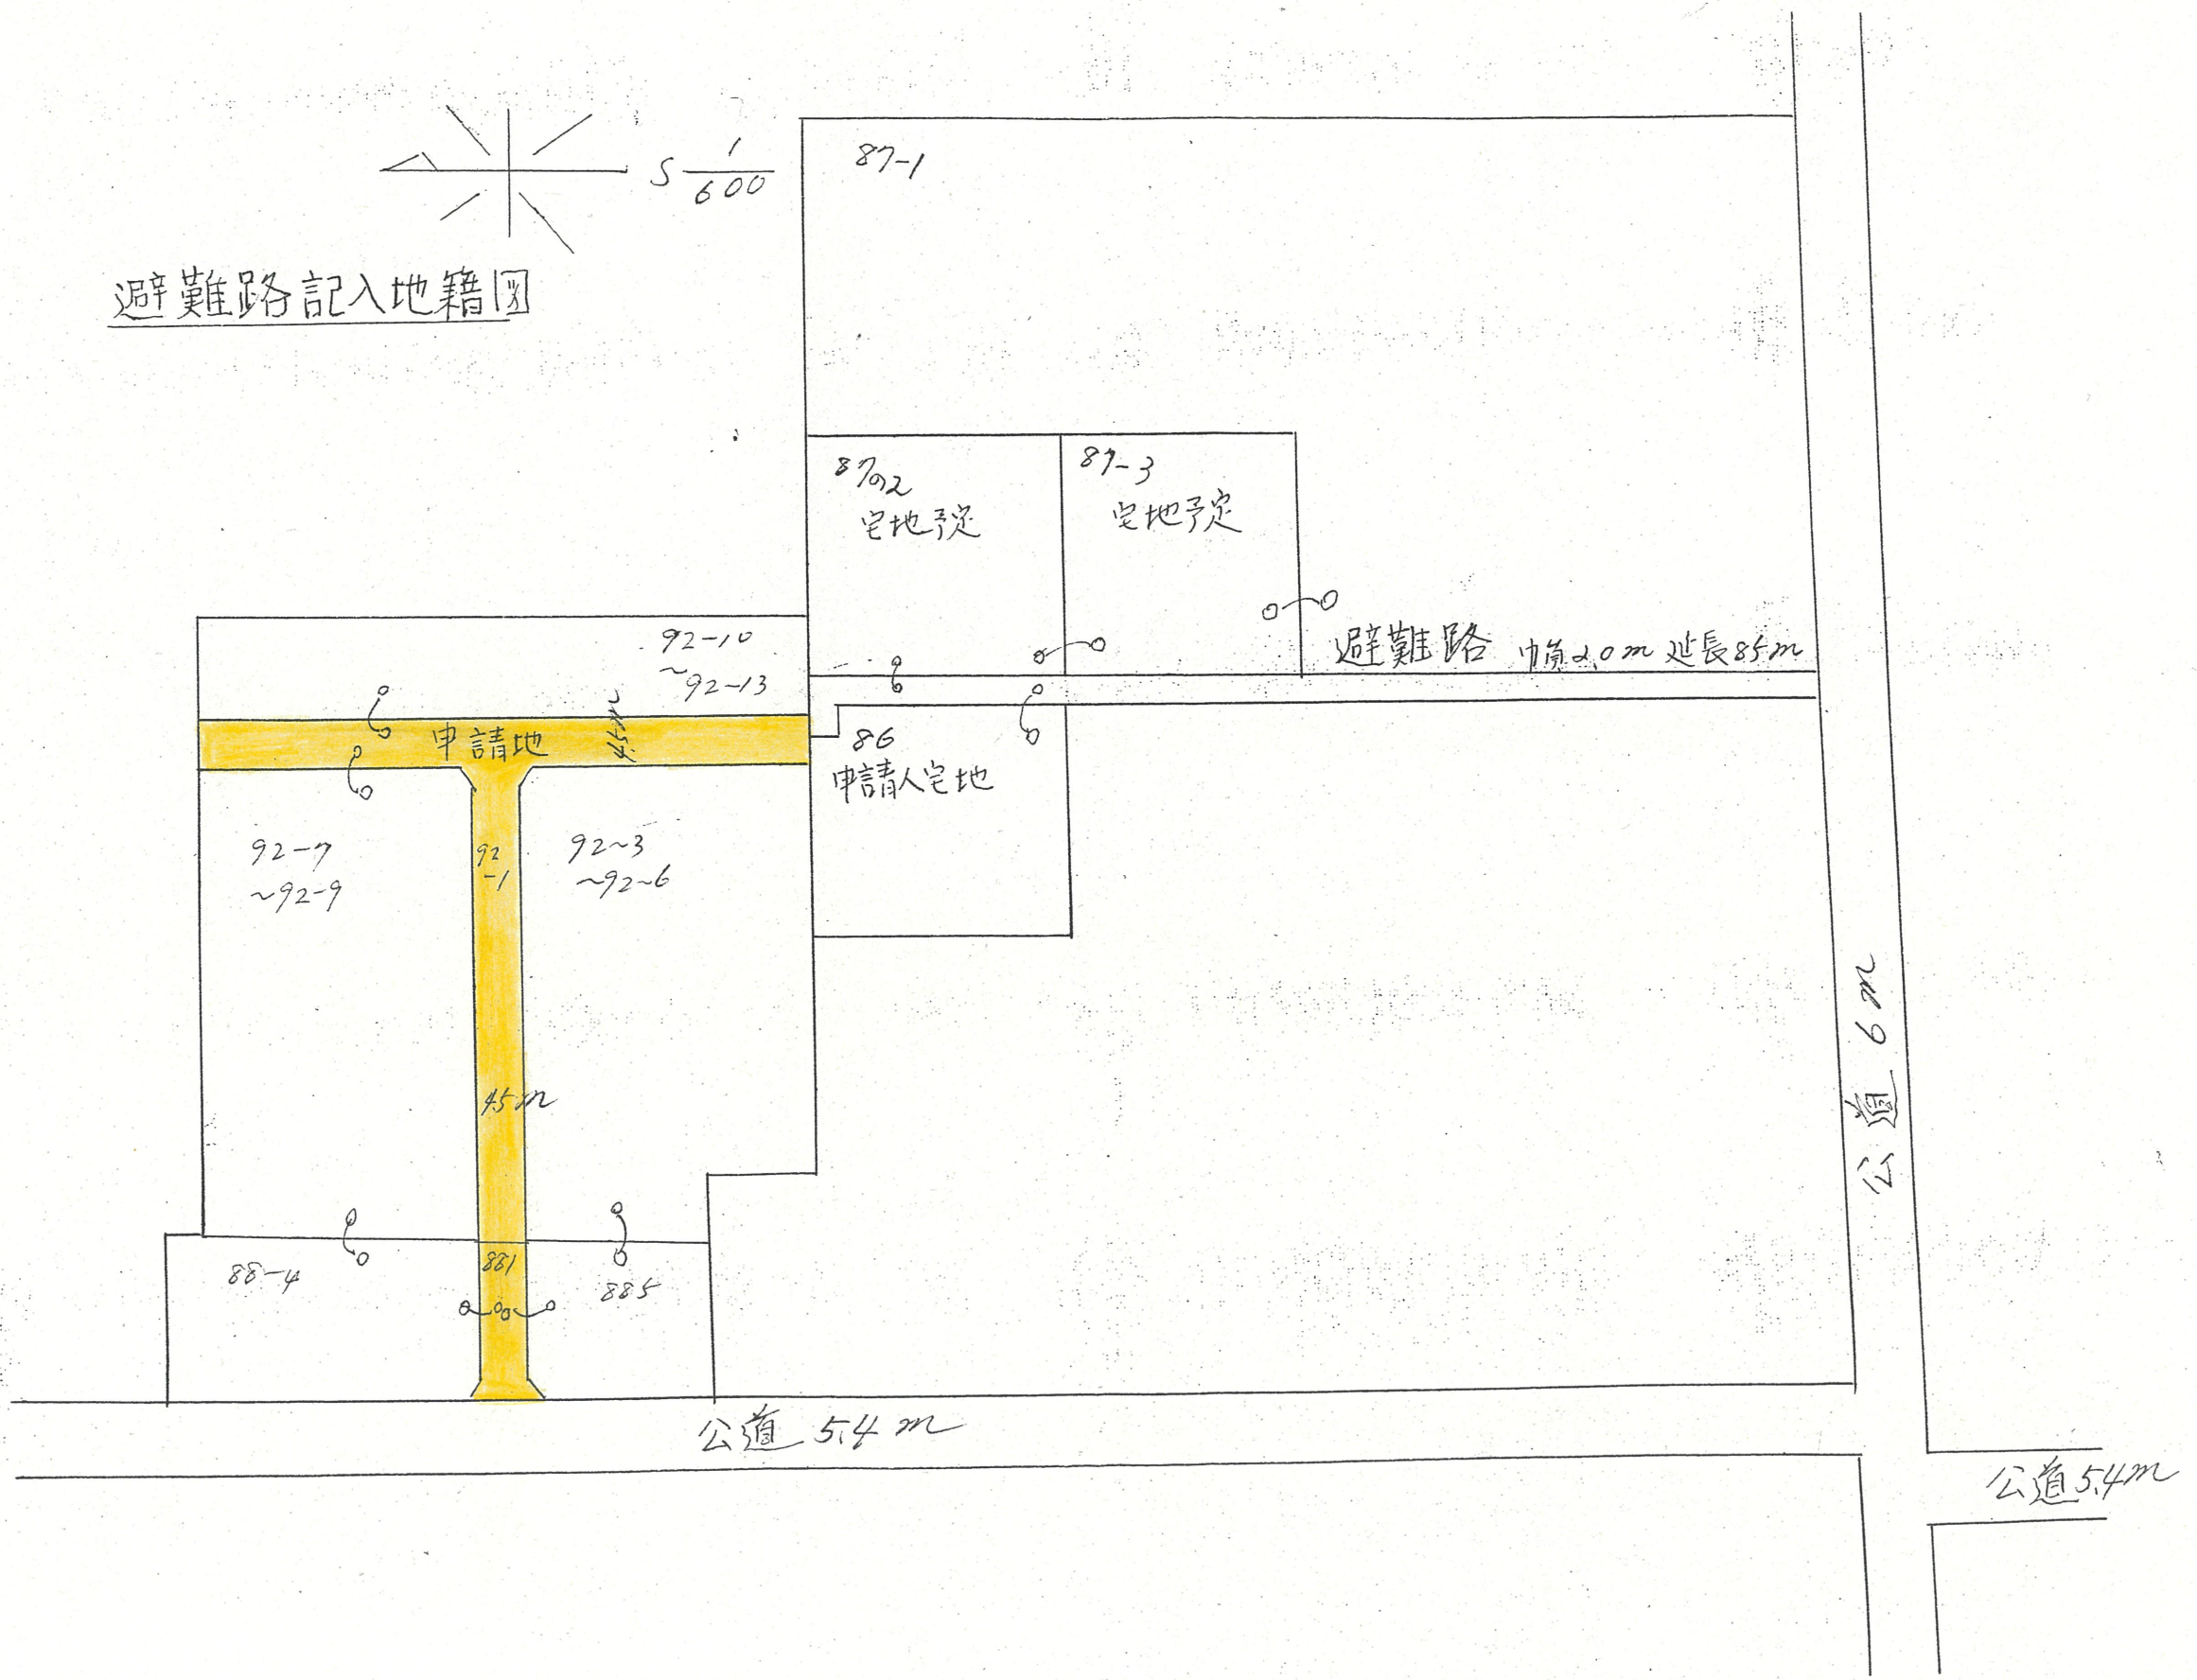 S 1/600
避難路記入地籍図
87-1
87の2
宅地予定
87-3
宅地予定
避難路 巾員2.0m 延長85m
92-10
~92-13
申請地
4.5m
86
申請人宅地
92-7
~92-9
92
-1
92~3
~92~6
4.5m
88-4
881
885
公道 6m
公道 5.4m
公道 5.4m